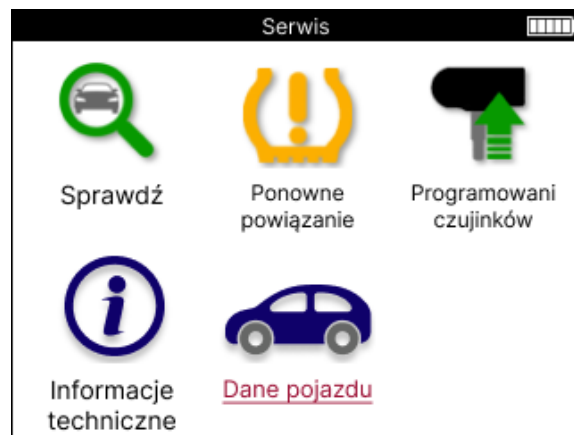 Serwis
Sprawdź
Ponowne
powiązanie
Programowani
czujinków
Informacje
techniczne
Dane pojazdu